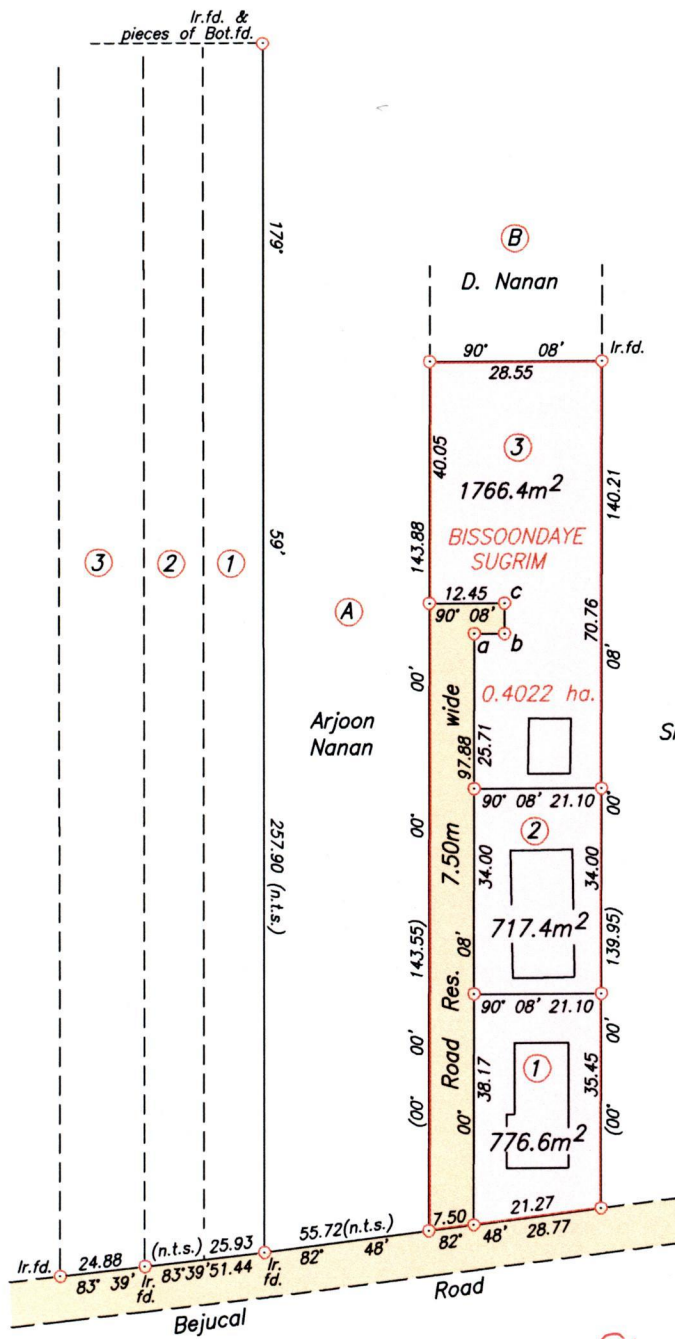 Ir.fd. &
pieces of Bot.fd.
179°
59'
257.90 (n.t.s.)
3
2
1
A
Arjoon
Nanan
B
D. Nanan
90° 08'
28.55
Ir.fd.
40.05
3
1766.4m²
140.21
143.88
BISSOONDAYE
SUGRIM
12.45
c
90° 08'
a
b
70.76
08'
00'
0.4022 ha.
wide
97.88
25.71
90° 08' 21.10
00°
00°
7.50m
2
34.00
34.00
717.4m²
143.55)
139.95)
08'
Res.
90° 08' 21.10
00'
00'
Road
38.17
1
35.45
00°
776.6m²
(00°
(00°
21.27
7.50
82° 48' 28.77
55.72(n.t.s.)
82° 48'
Ir.fd.
24.88
(n.t.s.)
25.93
83° 39'
Ir.
fd.
83°39'51.44
Ir.
fd.
Bejucal
Road